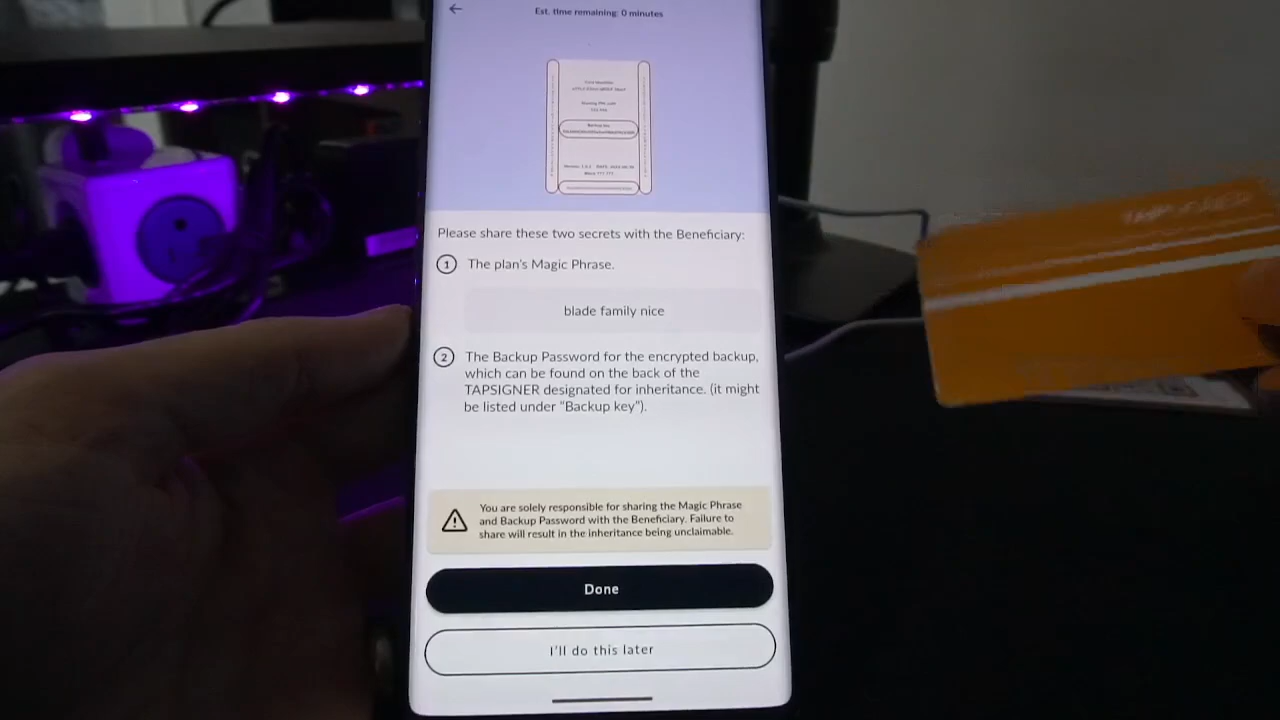 Est. time remaining: 0 minutes
TAPSIGNER
Please share these two secrets with the Beneficiary:
1 The plan's Magic Phrase.
blade family nice
2 The Backup Password for the encrypted backup,
which can be found on the back of the
TAPSIGNER designated for inheritance. (it might
be listed under "Backup key").
You are solely responsible for sharing the Magic Phrase
and Backup Password with the Beneficiary. Failure to
share will result in the inheritance being unclaimable.
Done
I'll do this later